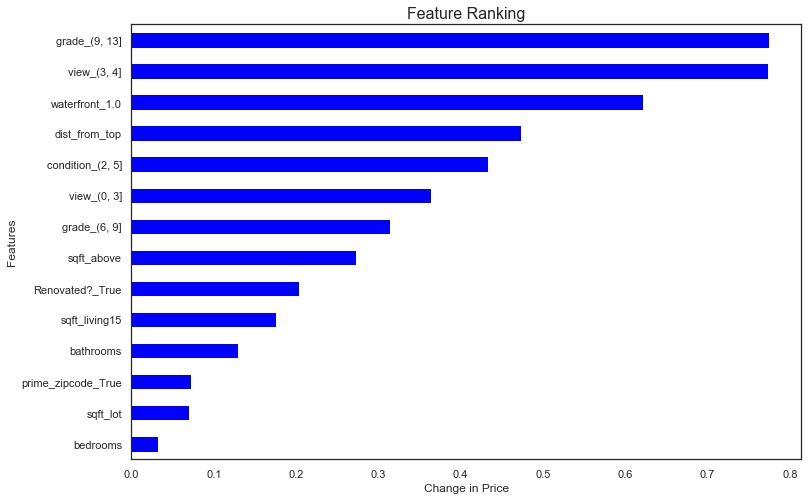 Feature Ranking
grade_(9, 13]
view_(3, 4]
waterfront_1.0
dist_from_top
condition_(2, 5]
view_(0, 3]
grade_(6, 9]
sqft_above
Renovated?_True
sqft_living15
bathrooms
prime_zipcode_True
sqft_lot
bedrooms
Features
0.0 0.1 0.2 0.3 0.4 0.5 0.6 0.7 0.8
Change in Price